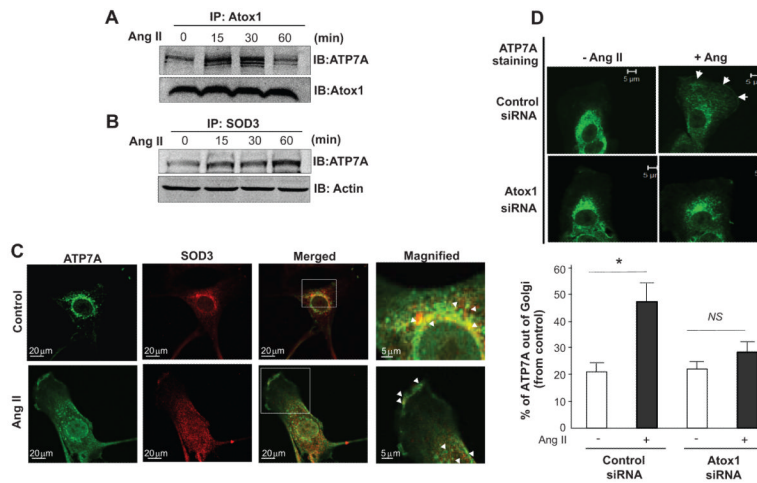 A
IP: Atox1
Ang II 0 15 30 60 (min)
IB:ATP7A
IB:Atox1
B
IP: SOD3
Ang II 0 15 30 60 (min)
IB:ATP7A
IB: Actin
C
ATP7A SOD3 Merged Magnified
Control
20 µm 20 µm 20 µm 5 µm
Ang II
20 µm 20 µm 20 µm 5 µm
D
ATP7A
staining
- Ang II + Ang
5 µm 5 µm
Control
siRNA
5 µm 5 µ
Atox1
siRNA
% of ATP7A out of Golgi
(from control)
60
50
40
30
20
10
0
* NS
Ang II - + - +
Control
siRNA
Atox1
siRNA